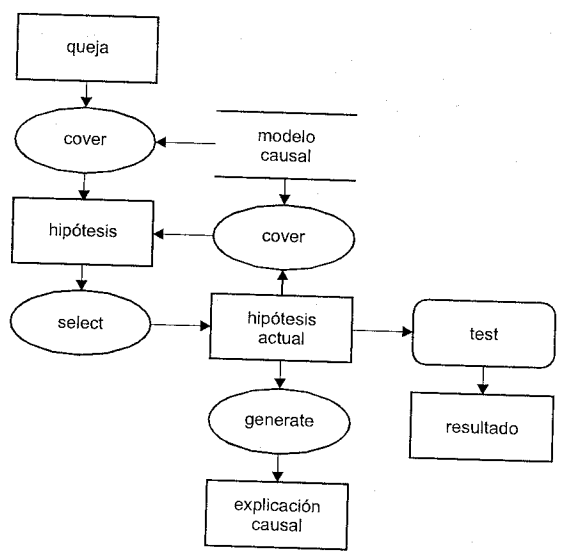 queja
cover
modelo
causal
hipótesis
cover
select
hipótesis
actual
test
generate
resultado
explicación
causal